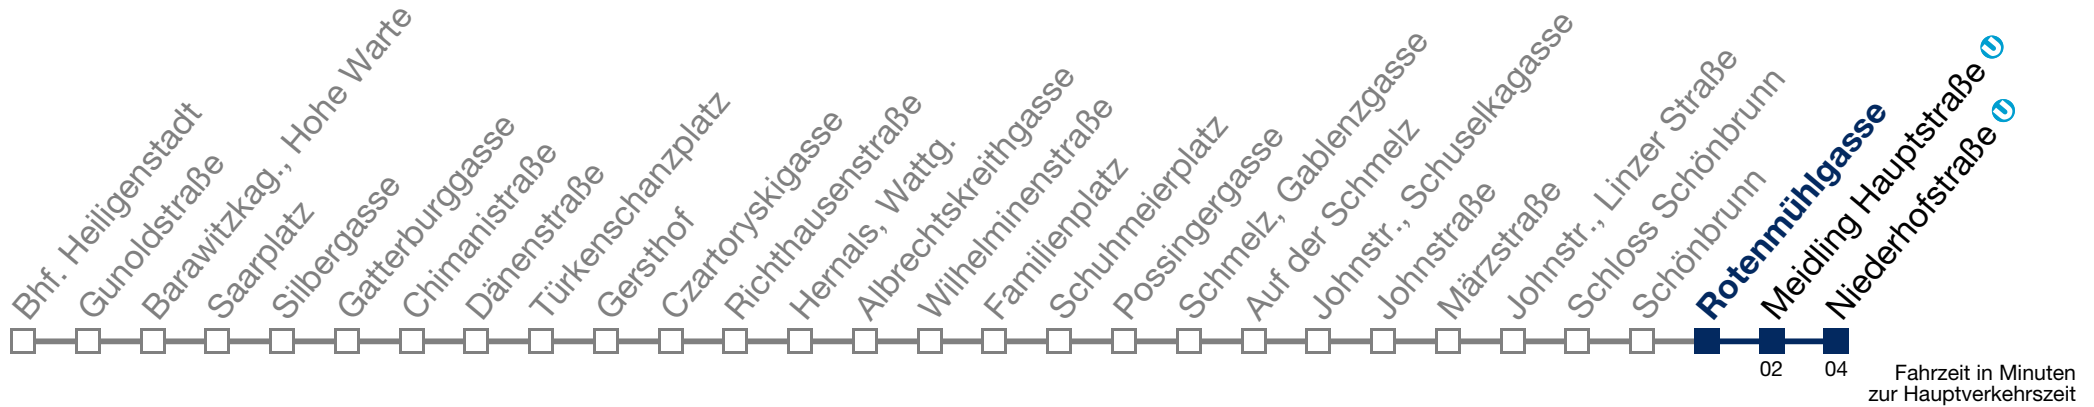 Bhf. Heiligenstadt
Gunoldstraße
Barawitzkag., Hohe Warte
Saarplatz
Silbergasse
Gatterburggasse
Chimanistraße
Dänenstraße
Türkenschanzplatz
Gersthof
Czartoryskigasse
Richthausenstraße
Hernals, Wattg.
Albrechtskreithgasse
Wilhelminenstraße
Familienplatz
Schuhmeierplatz
Possingergasse
Schmelz, Gablenzgasse
Auf der Schmelz
Johnstr., Schuselkagasse
Johnstraße
Märzstraße
Johnstr., Linzer Straße
Schloss Schönbrunn
Schönbrunn
Rotenmühlgasse
Meidling Hauptstraße U
Niederhofstraße U
02 04
Fahrzeit in Minuten
zur Hauptverkehrszeit